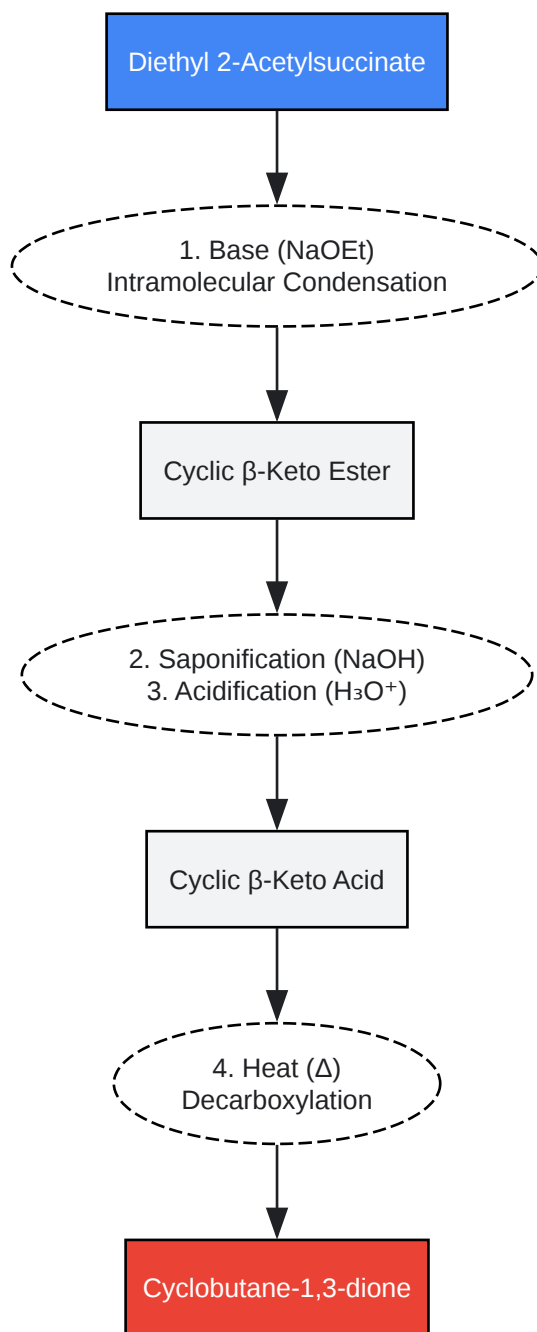 Diethyl 2-Acetylsuccinate
1. Base (NaOEt)
Intramolecular Condensation
Cyclic β-Keto Ester
2. Saponification (NaOH)
3. Acidification (H₃O⁺)
Cyclic β-Keto Acid
4. Heat (Δ)
Decarboxylation
Cyclobutane-1,3-dione